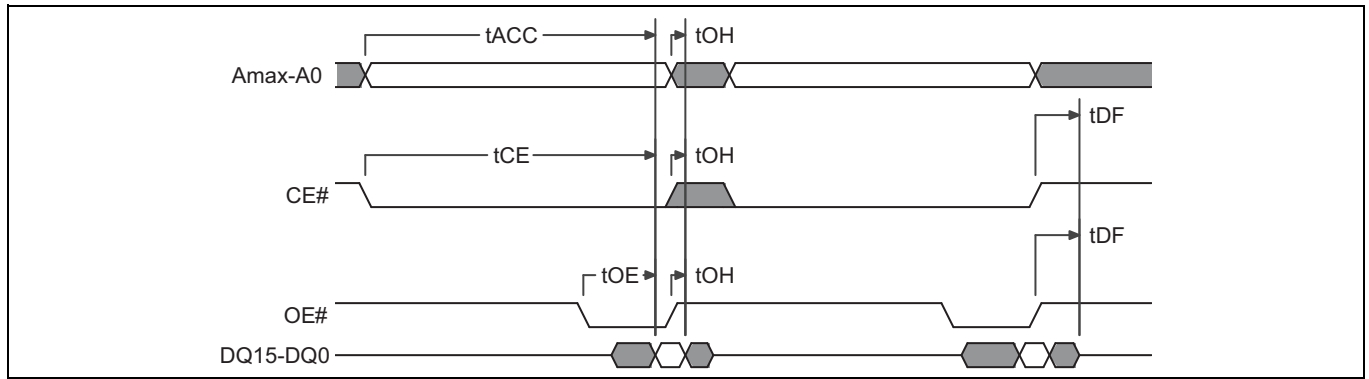 tACC tOH
Amax-A0
tDF
tCE tOH
CE#
tDF
tOE tOH
OE#
DQ15-DQ0